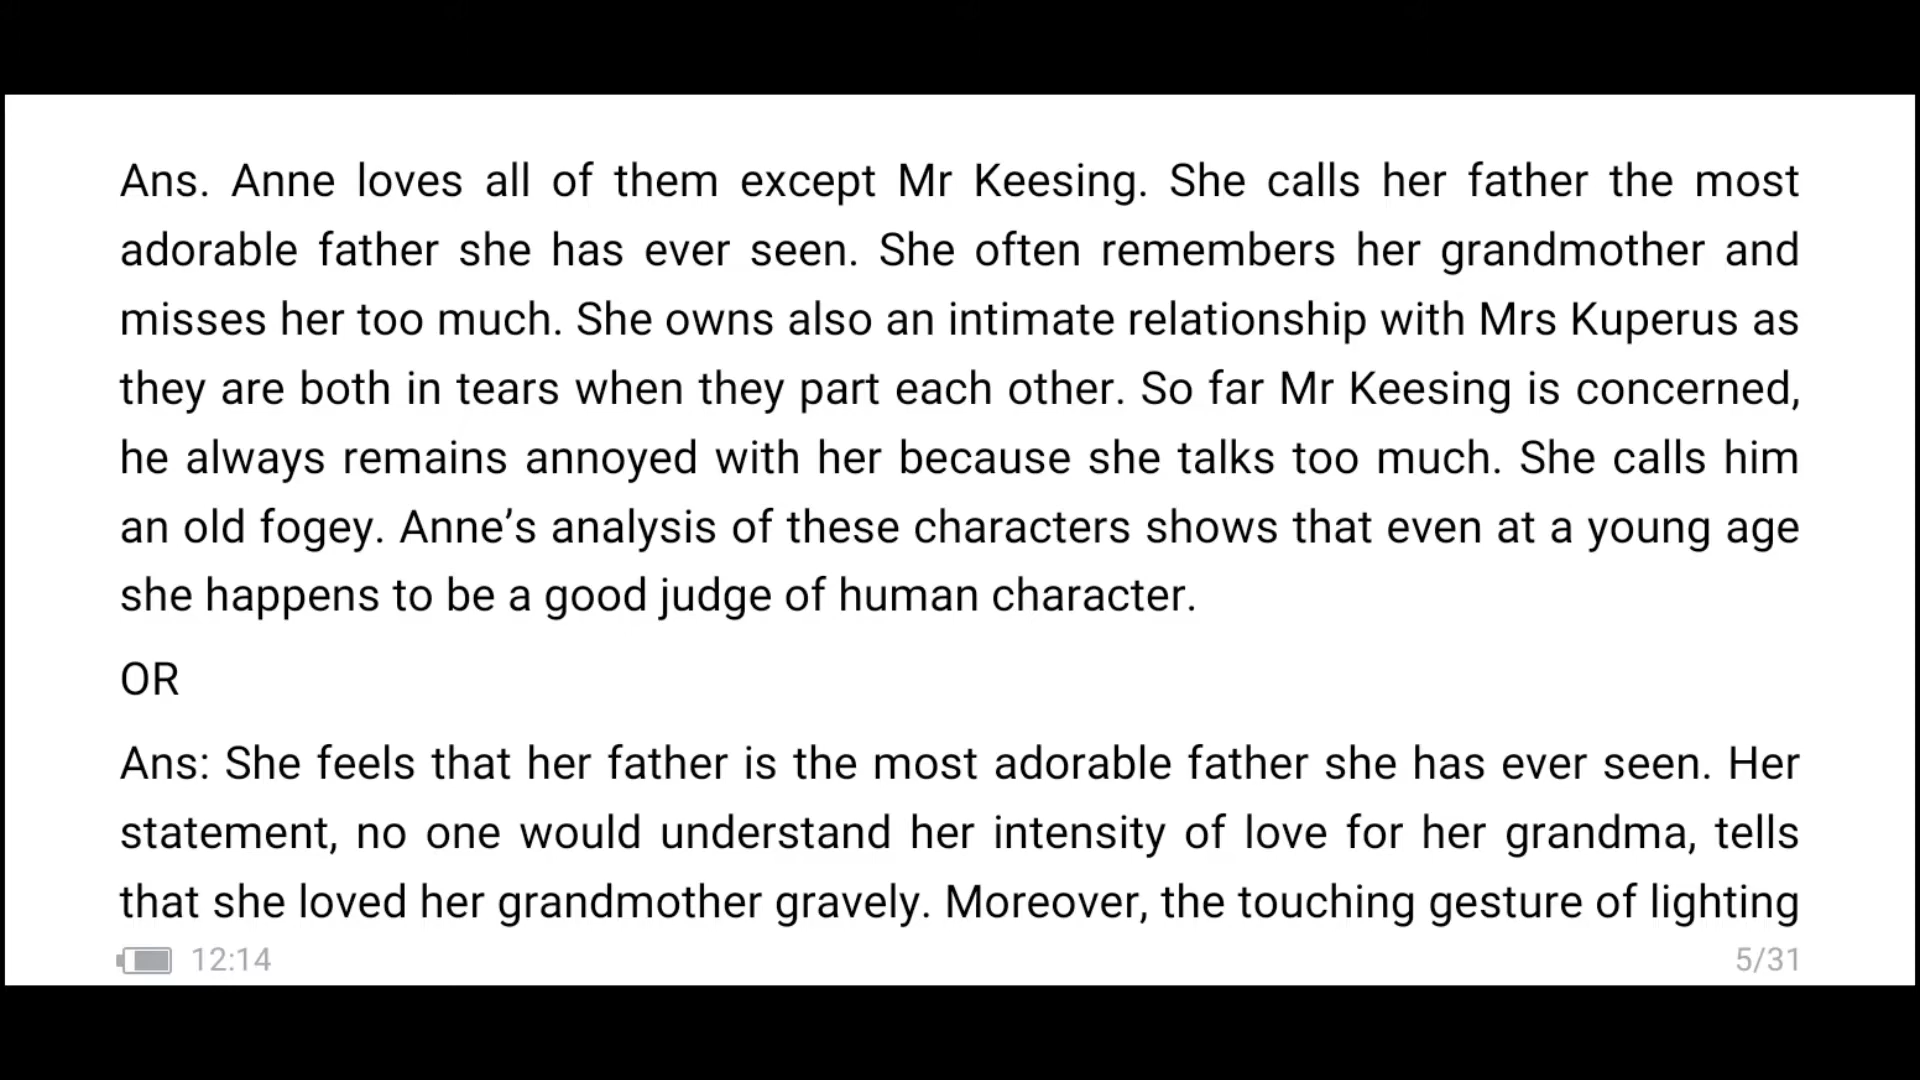 Ans. Anne loves all of them except Mr Keesing. She calls her father the most
adorable father she has ever seen. She often remembers her grandmother and
misses her too much. She owns also an intimate relationship with Mrs Kuperus as
they are both in tears when they part each other. So far Mr Keesing is concerned,
he always remains annoyed with her because she talks too much. She calls him
an old fogey. Anne’s analysis of these characters shows that even at a young age
she happens to be a good judge of human character.
OR
Ans: She feels that her father is the most adorable father she has ever seen. Her
statement, no one would understand her intensity of love for her grandma, tells
that she loved her grandmother gravely. Moreover, the touching gesture of lighting
12:14
5/31